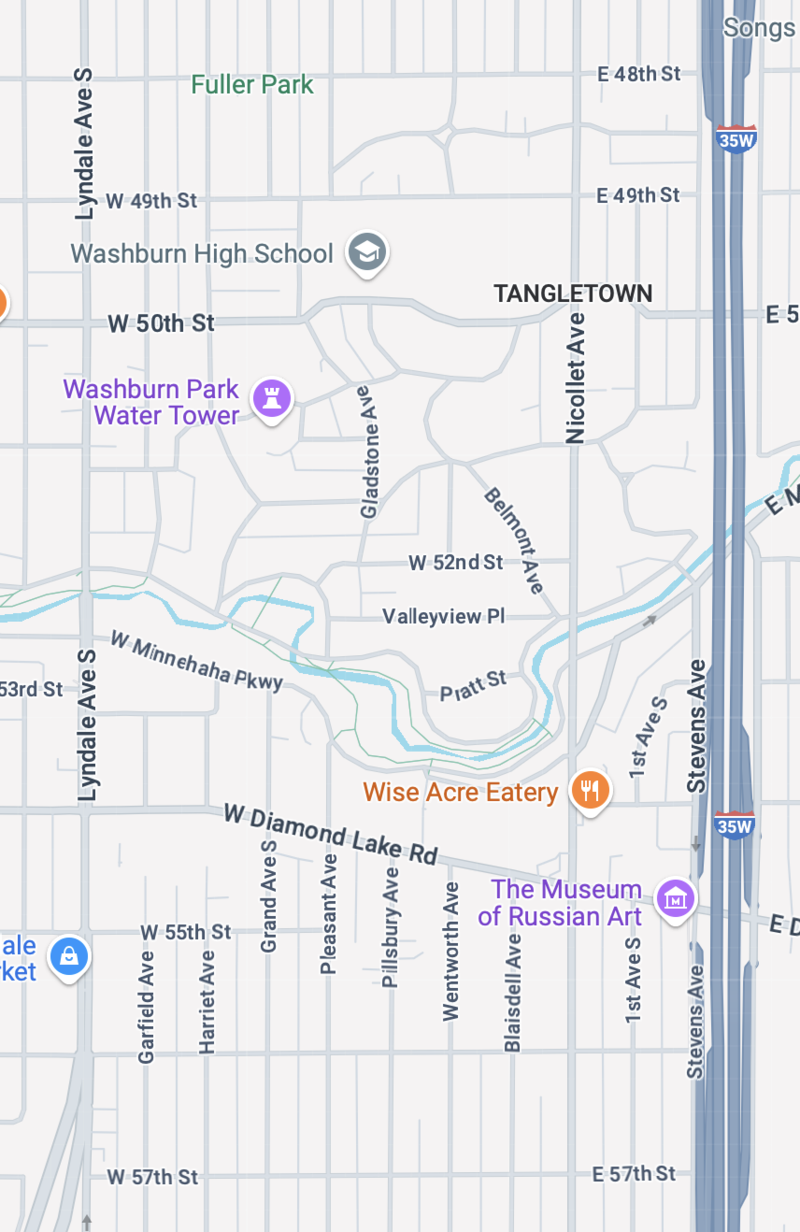 Songs
E 48th St
Fuller Park
Lyndale Ave S
35W
W 49th St
E 49th St
Washburn High School
TANGLETOWN
W 50th St
E 5
Nicollet Ave
Washburn Park
Water Tower
Gladstone Ave
Belmont Ave
E M
W 52nd St
Valleyview Pl
W Minnehaha Pkwy
53rd St
Pratt St
Lyndale Ave S
Stevens Ave
1st Ave S
Wise Acre Eatery
35W
W Diamond Lake Rd
The Museum
of Russian Art
E D
Grand Ave S
Pleasant Ave
Pillsbury Ave
Wentworth Ave
Blaisdell Ave
1st Ave S
Stevens Ave
W 55th St
ale
rket
Garfield Ave
Harriet Ave
W 57th St
E 57th St